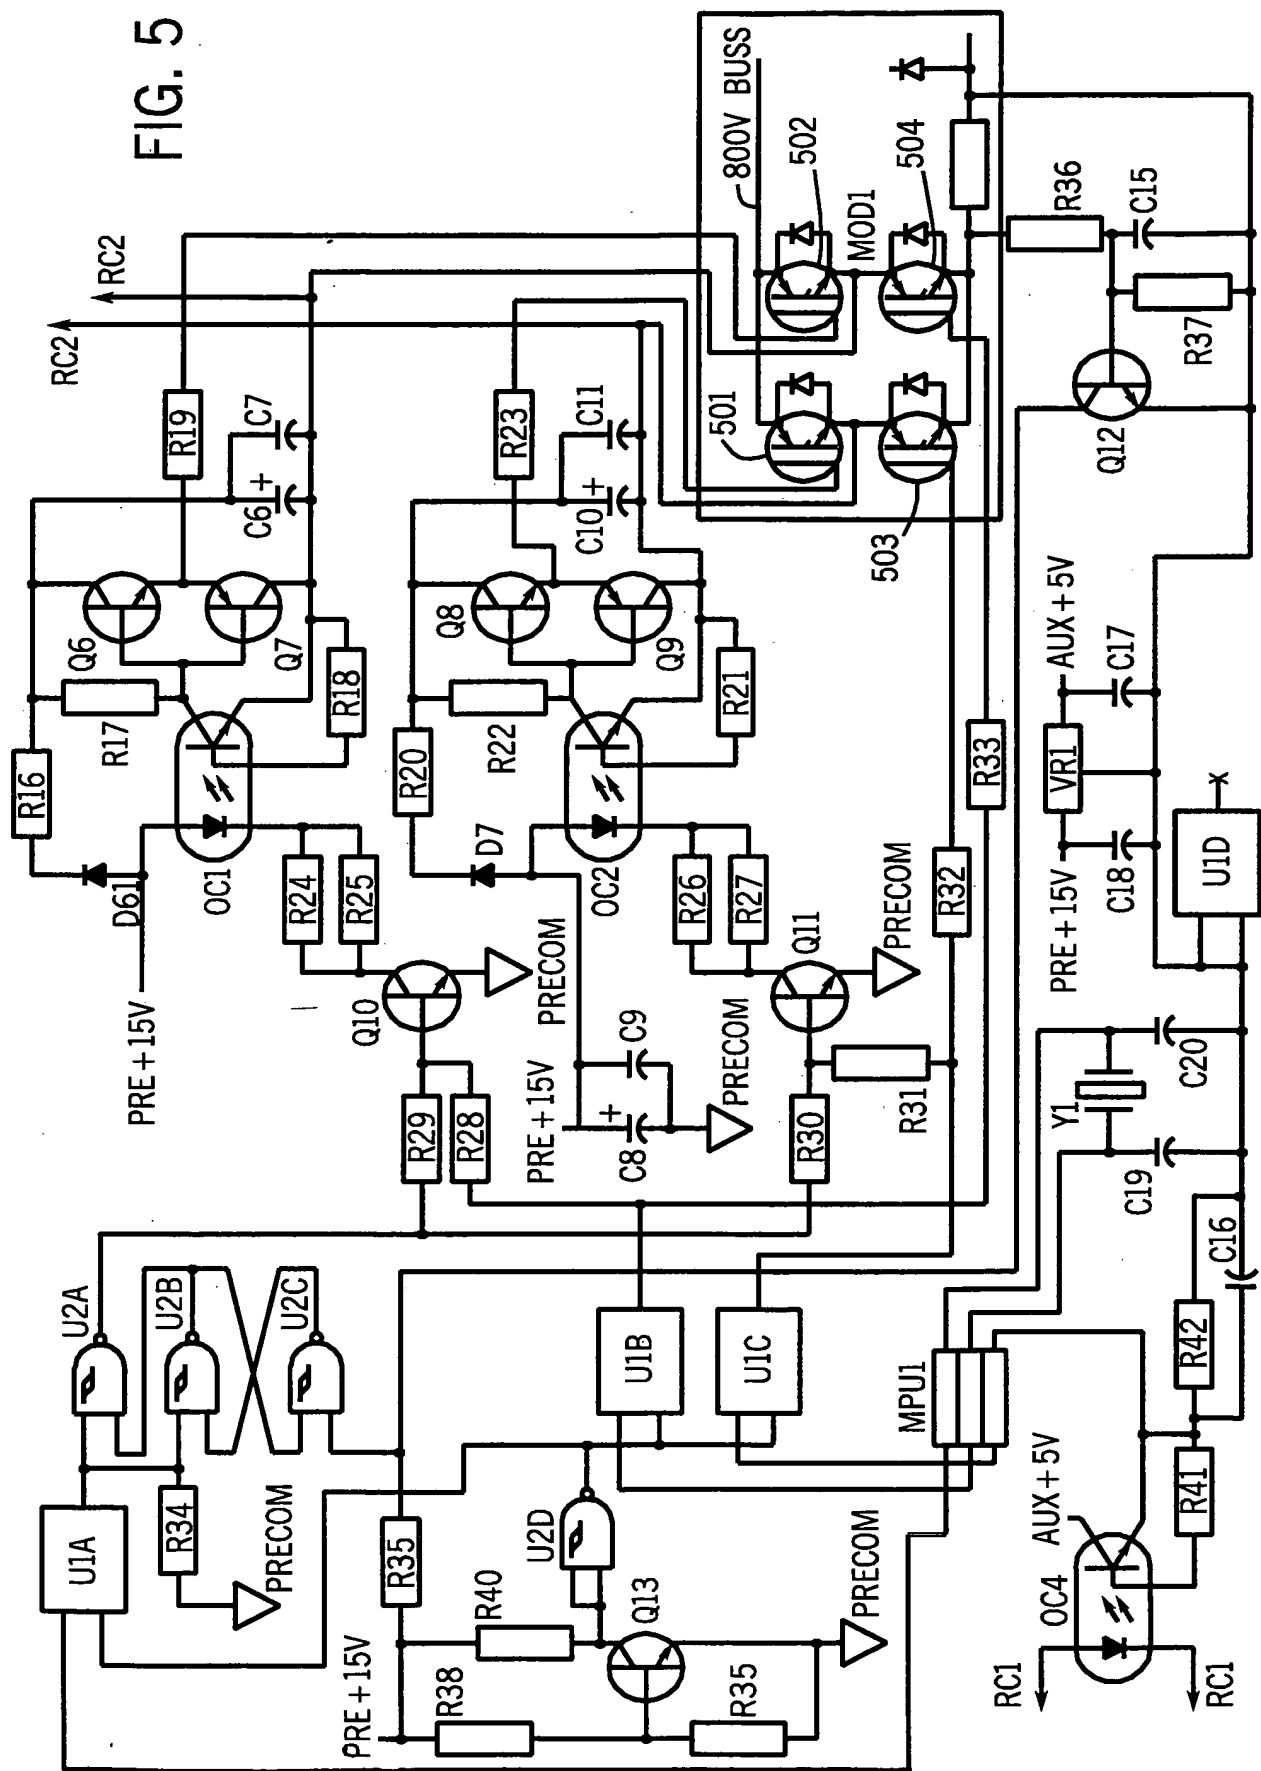 FIG. 5
RC2
RC2
R19
C7
C6
+
R16
Q6
R17
Q7
R18
D61
OC1
PRE+15V
R24
R25
Q10
PRECOM
R23
C11
C10
+
Q8
R20
R22
Q9
R21
D7
OC2
R26
R27
Q11
PRECOM
PRE+15V
+
C9
C8
PRECOM
R29
R28
R30
R31
U2A
U2B
U2C
U1A
R34
PRECOM
R35
U1B
U1C
U2D
R40
Q13
PRE+15V
R38
R35
PRECOM
800V BUSS
502
MOD1
504
501
503
R36
C15
R37
Q12
R33
R32
AUX+5V
C17
VR1
PRE+15V
C18
U1D
X
C20
Y1
C19
C16
R42
MPU1
R41
AUX+5V
OC4
RC1
RC1